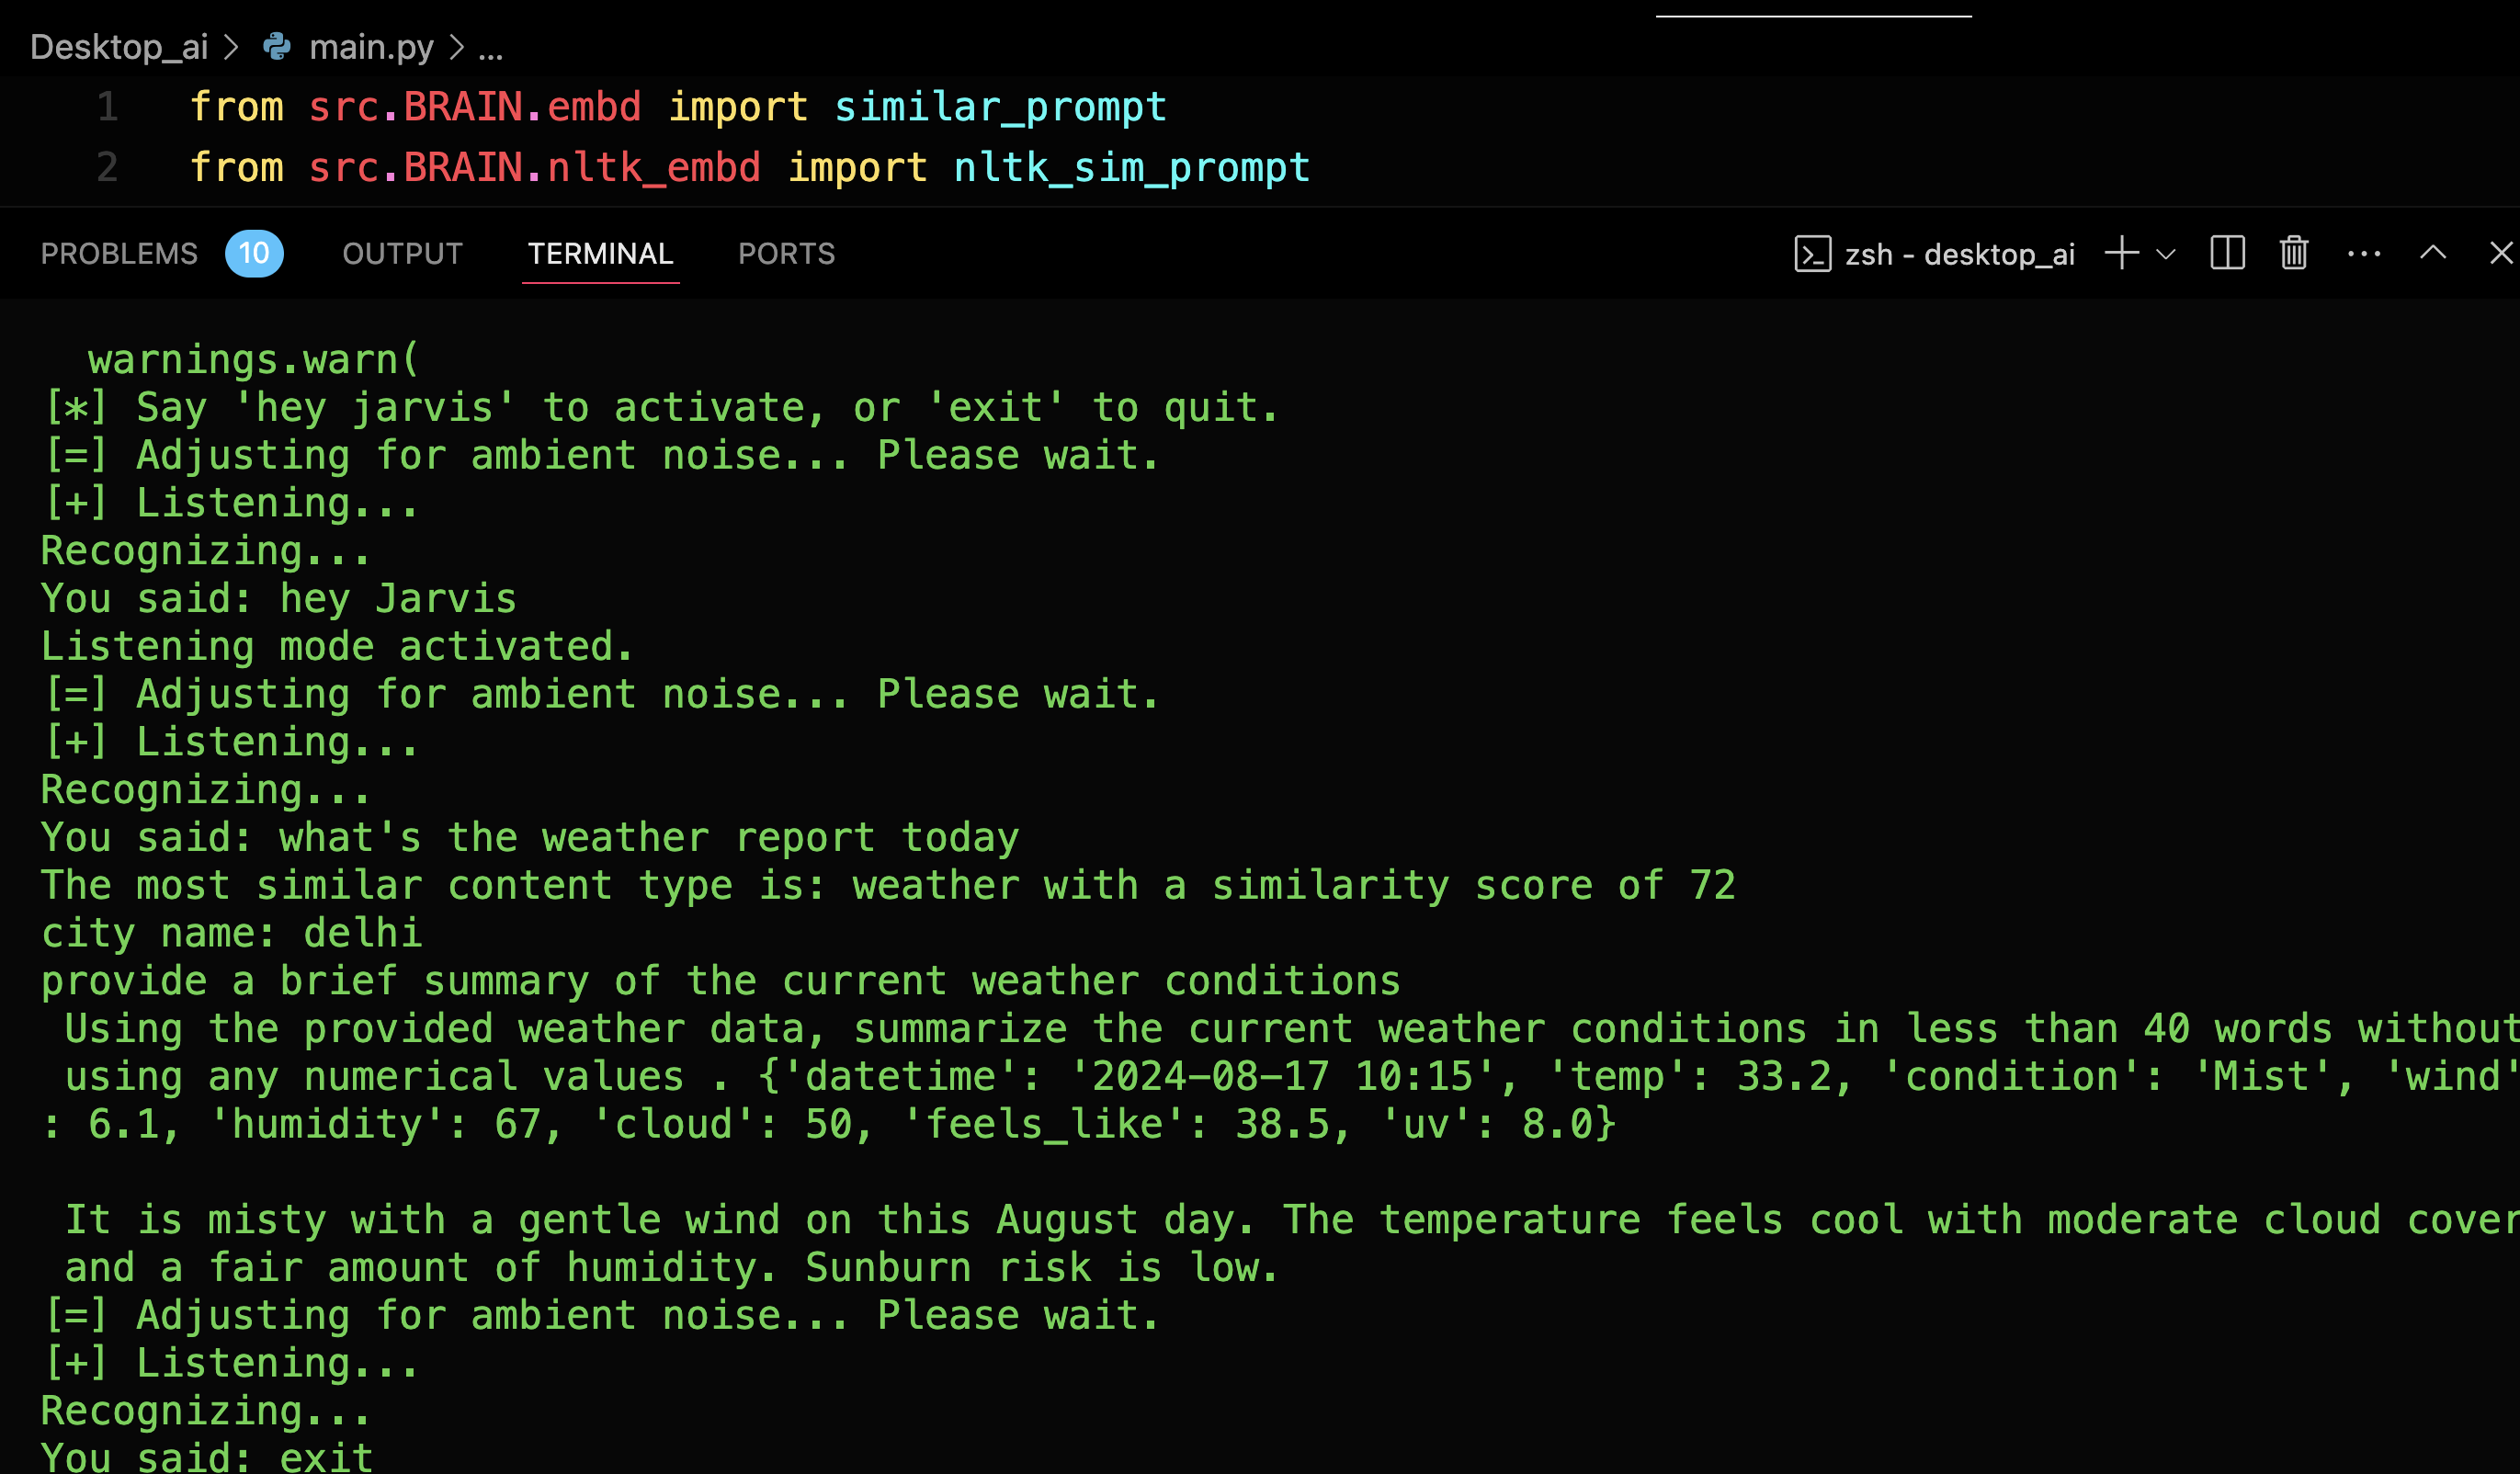 Desktop_ai > main.py > ...
1 from src.BRAIN.embd import similar_prompt
2 from src.BRAIN.nltk_embd import nltk_sim_prompt
PROBLEMS 10 OUTPUT TERMINAL PORTS zsh - desktop_ai
warnings.warn(
[*] Say 'hey jarvis' to activate, or 'exit' to quit.
[=] Adjusting for ambient noise... Please wait.
[+] Listening...
Recognizing...
You said: hey Jarvis
Listening mode activated.
[=] Adjusting for ambient noise... Please wait.
[+] Listening...
Recognizing...
You said: what's the weather report today
The most similar content type is: weather with a similarity score of 72
city name: delhi
provide a brief summary of the current weather conditions
Using the provided weather data, summarize the current weather conditions in less than 40 words without
using any numerical values . {'datetime': '2024-08-17 10:15', 'temp': 33.2, 'condition': 'Mist', 'wind'
: 6.1, 'humidity': 67, 'cloud': 50, 'feels_like': 38.5, 'uv': 8.0}
It is misty with a gentle wind on this August day. The temperature feels cool with moderate cloud cover
and a fair amount of humidity. Sunburn risk is low.
[=] Adjusting for ambient noise... Please wait.
[+] Listening...
Recognizing...
You said: exit